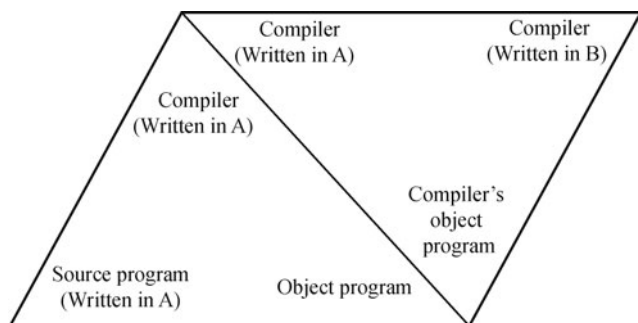 Compiler
(Written in A)
Compiler
(Written in B)
Compiler
(Written in A)
Compiler's
object
program
Source program
(Written in A)
Object program